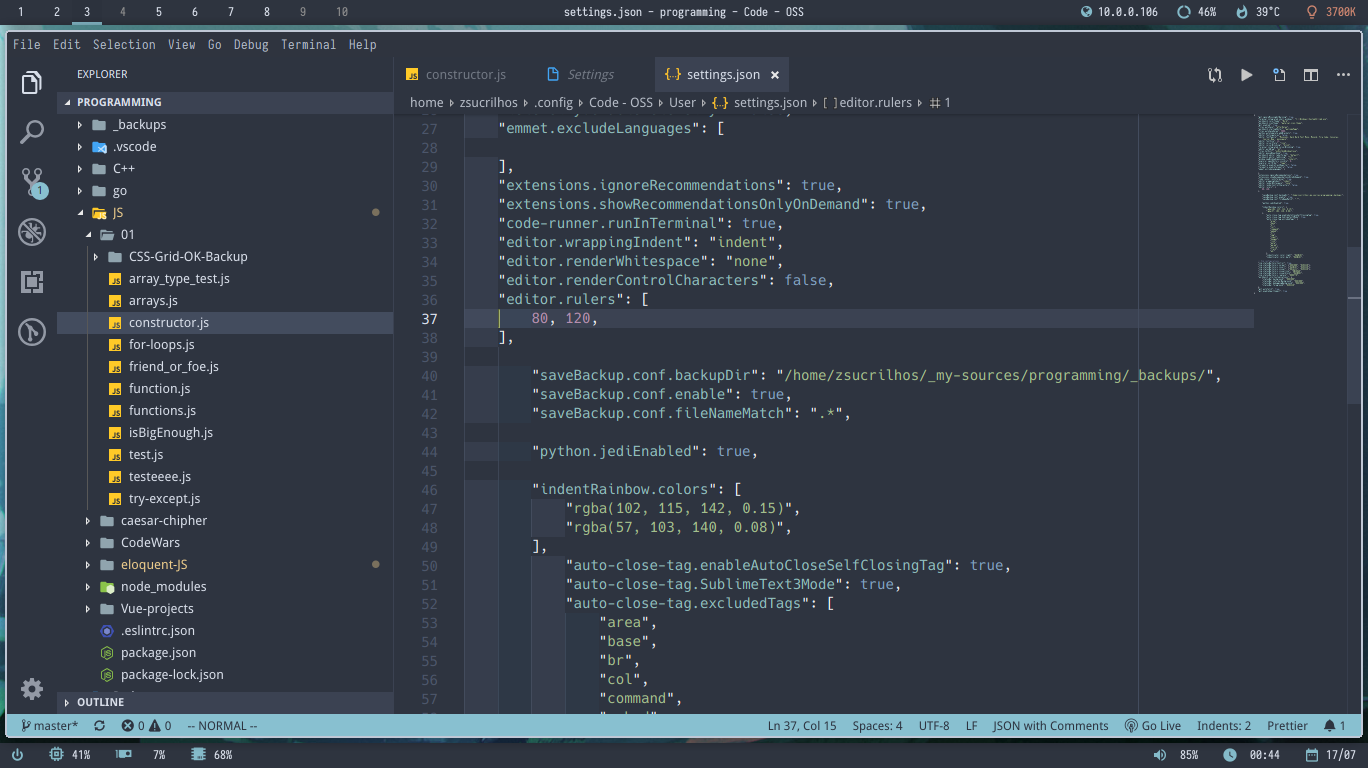 1 2 3 4 5 6 7 8 9 10 settings.json - programming - Code - OSS 10.0.0.106 46% 39°C 3700K
File Edit Selection View Go Debug Terminal Help
EXPLORER
PROGRAMMING
_backups
.vscode
C++
go
JS
01
CSS-Grid-OK-Backup
array_type_test.js
arrays.js
constructor.js
for-loops.js
friend_or_foe.js
function.js
functions.js
isBigEnough.js
test.js
testeeee.js
try-except.js
caesar-chipher
CodeWars
eloquent-JS
node_modules
Vue-projects
.eslintrc.json
package.json
package-lock.json
OUTLINE
1
constructor.js Settings settings.json ×
home › zsucrilhos › .config › Code - OSS › User › {..} settings.json › [ ]editor.rulers › # 1
27 "emmet.excludeLanguages": [
28
29 ],
30 "extensions.ignoreRecommendations": true,
31 "extensions.showRecommendationsOnlyOnDemand": true,
32 "code-runner.runInTerminal": true,
33 "editor.wrappingIndent": "indent",
34 "editor.renderWhitespace": "none",
35 "editor.renderControlCharacters": false,
36 "editor.rulers": [
37 80, 120,
38 ],
39
40 "saveBackup.conf.backupDir": "/home/zsucrilhos/_my-sources/programming/_backups/",
41 "saveBackup.conf.enable": true,
42 "saveBackup.conf.fileNameMatch": ".*",
43
44 "python.jediEnabled": true,
45
46 "indentRainbow.colors": [
47 "rgba(102, 115, 142, 0.15)",
48 "rgba(57, 103, 140, 0.08)",
49 ],
50 "auto-close-tag.enableAutoCloseSelfClosingTag": true,
51 "auto-close-tag.SublimeText3Mode": true,
52 "auto-close-tag.excludedTags": [
53 "area",
54 "base",
55 "br",
56 "col",
57 "command",
master* 0 0 -- NORMAL -- Ln 37, Col 15 Spaces: 4 UTF-8 LF JSON with Comments Go Live Indents: 2 Prettier 1
41% 7% 68% 85% 00:44 17/07